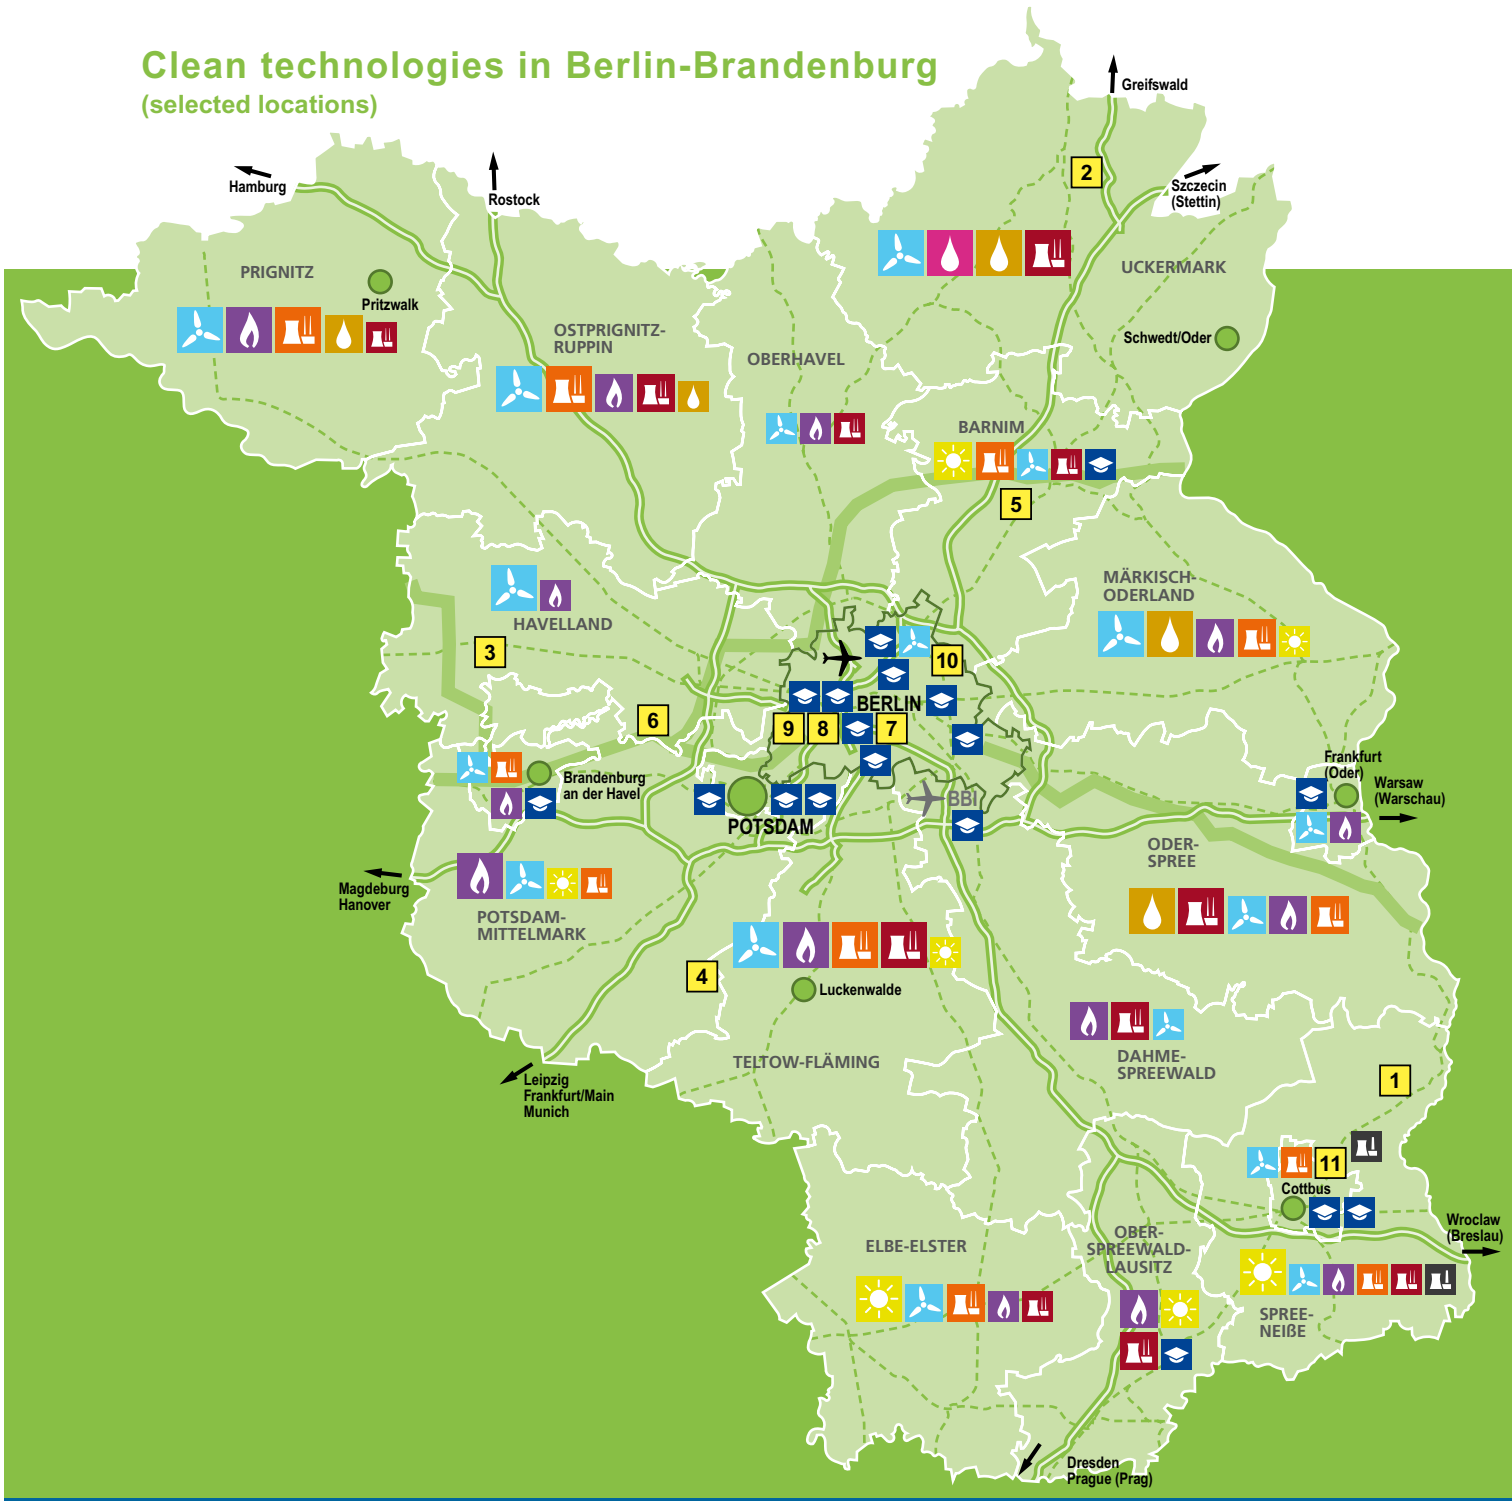 Clean technologies in Berlin-Brandenburg
(selected locations)
Greifswald
2
Szczecin
(Stettin)
Hamburg
Rostock
PRIGNITZ
Pritzwalk
UCKERMARK
OSTPRIGNITZ-
RUPPIN
OBERHAVEL
Schwedt/Oder
BARNIM
5
MÄRKISCH-
ODERLAND
HAVELLAND
3
10
BERLIN
6
9
8
7
Brandenburg
an der Havel
BBI
POTSDAM
Frankfurt
(Oder)
Warsaw
(Warschau)
ODER-
SPREE
Magdeburg
Hanover
POTSDAM-
MITTELMARK
4
Luckenwalde
TELTOW-FLÄMING
DAHME-
SPREEWALD
Leipzig
Frankfurt/Main
Munich
1
11
Cottbus
Wroclaw
(Breslau)
ELBE-ELSTER
OBER-
SPREEWALD-
LAUSITZ
SPREE-
NEIßE
Dresden
Prague (Prag)